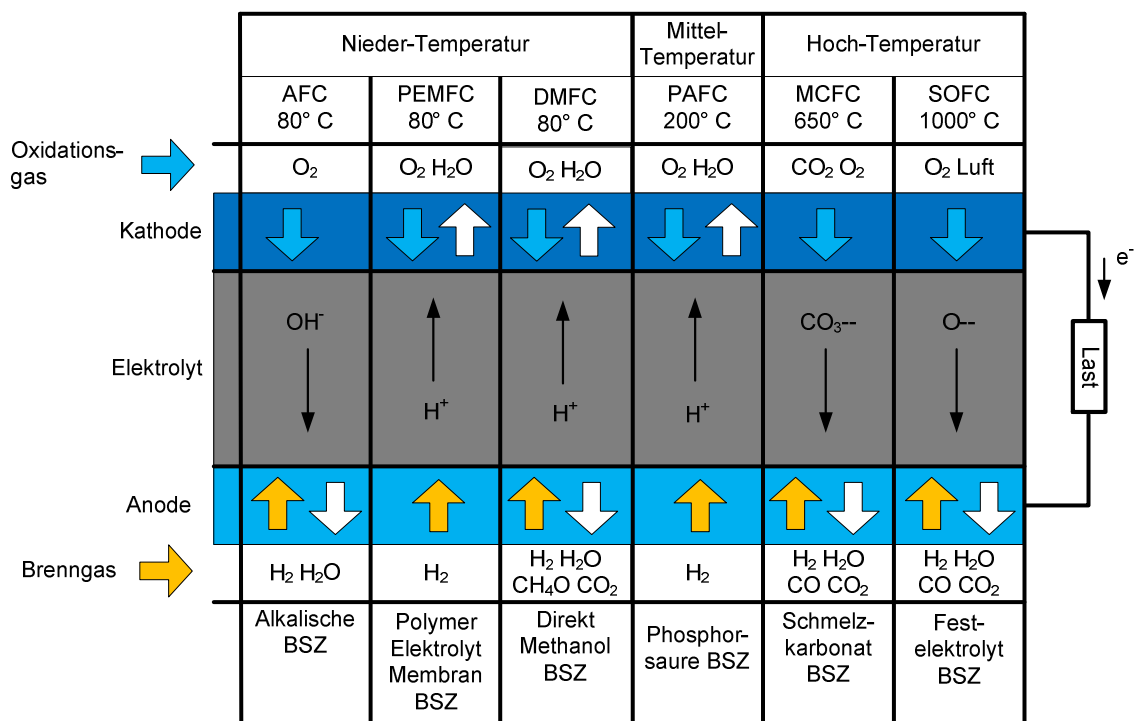 Nieder-Temperatur
Mittel-
Temperatur
Hoch-Temperatur
AFC
80° C
PEMFC
80° C
DMFC
80° C
PAFC
200° C
MCFC
650° C
SOFC
1000° C
Oxidations-
gas
O₂
O₂ H₂O
O₂ H₂O
O₂ H₂O
CO₂ O₂
O₂ Luft
Kathode
e⁻
Elektrolyt
OH⁻
H⁺
H⁺
H⁺
CO₃--
O--
Last
Anode
Brenngas
H₂ H₂O
H₂
H₂ H₂O
CH₄O CO₂
H₂
H₂ H₂O
CO CO₂
H₂ H₂O
CO CO₂
Alkalische
BSZ
Polymer
Elektrolyt
Membran
BSZ
Direkt
Methanol
BSZ
Phosphor-
saure BSZ
Schmelz-
karbonat
BSZ
Fest-
elektrolyt
BSZ